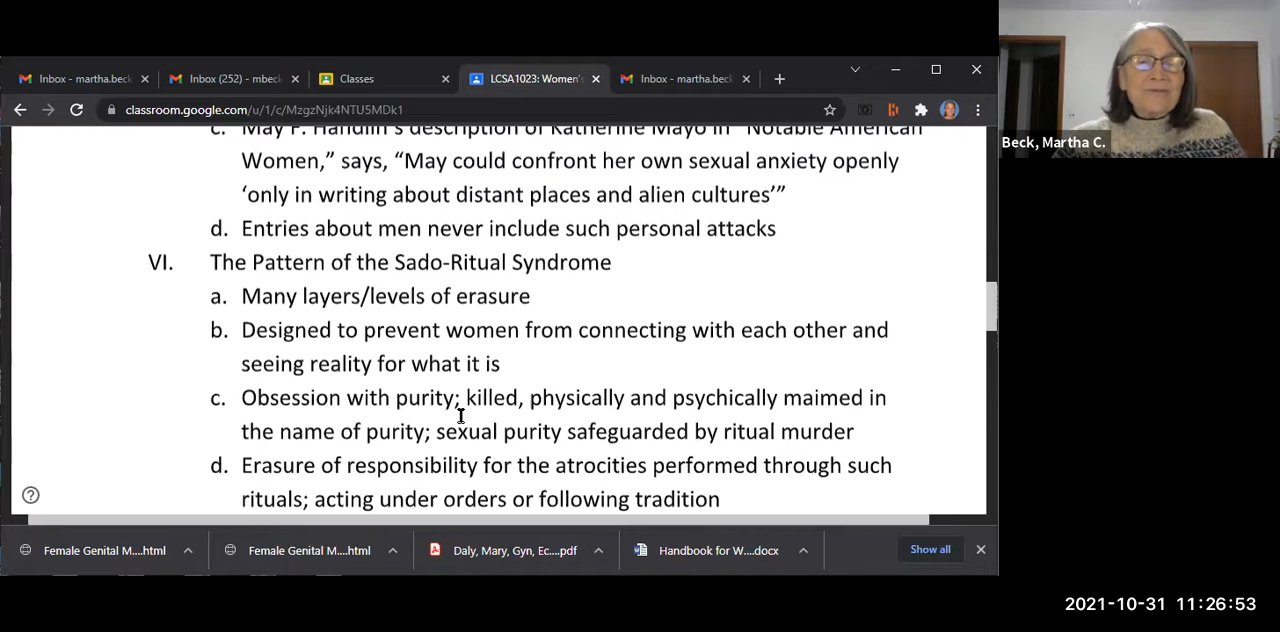 Inbox - martha.beck
Inbox (252) - mbeck
Classes
LCSA1023: Women's
Inbox - martha.beck
classroom.google.com/u/1/c/MzgzNjk4NTU5MDk1
c. May F. Handlin's description of Katherine Mayo in "Notable American
Women," says, "May could confront her own sexual anxiety openly
'only in writing about distant places and alien cultures'"
d. Entries about men never include such personal attacks
VI. The Pattern of the Sado-Ritual Syndrome
a. Many layers/levels of erasure
b. Designed to prevent women from connecting with each other and
seeing reality for what it is
c. Obsession with purity; killed, physically and psychically maimed in
the name of purity; sexual purity safeguarded by ritual murder
d. Erasure of responsibility for the atrocities performed through such
rituals; acting under orders or following tradition
Female Genital M....html
Female Genital M....html
Daly, Mary, Gyn, Ec....pdf
Handbook for W....docx
Show all
Beck, Martha C.
2021-10-31 11:26:53